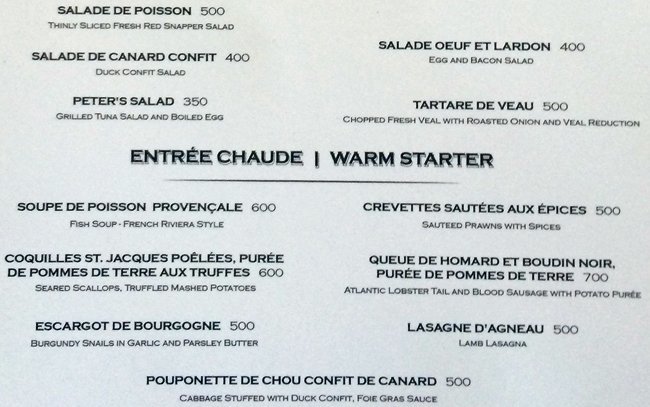 SALADE DE POISSON 500
THINLY SLICED FRESH RED SNAPPER SALAD
SALADE DE CANARD CONFIT 400
DUCK CONFIT SALAD
PETER'S SALAD 350
GRILLED TUNA SALAD AND BOILED EGG
SALADE OEUF ET LARDON 400
EGG AND BACON SALAD
TARTARE DE VEAU 500
CHOPPED FRESH VEAL WITH ROASTED ONION AND VEAL REDUCTION
ENTRÉE CHAUDE | WARM STARTER
SOUPE DE POISSON PROVENÇALE 600
FISH SOUP - FRENCH RIVIERA STYLE
COQUILLES ST. JACQUES POÊLÉES, PURÉE
DE POMMES DE TERRE AUX TRUFFES 600
SEARED SCALLOPS, TRUFFLED MASHED POTATOES
ESCARGOT DE BOURGOGNE 500
BURGUNDY SNAILS IN GARLIC AND PARSLEY BUTTER
CREVETTES SAUTÉES AUX ÉPICES 500
SAUTEED PRAWNS WITH SPICES
QUEUE DE HOMARD ET BOUDIN NOIR,
PURÉE DE POMMES DE TERRE 700
ATLANTIC LOBSTER TAIL AND BLOOD SAUSAGE WITH POTATO PURÉE
LASAGNE D'AGNEAU 500
LAMB LASAGNA
POUPONETTE DE CHOU CONFIT DE CANARD 500
CABBAGE STUFFED WITH DUCK CONFIT, FOIE GRAS SAUCE